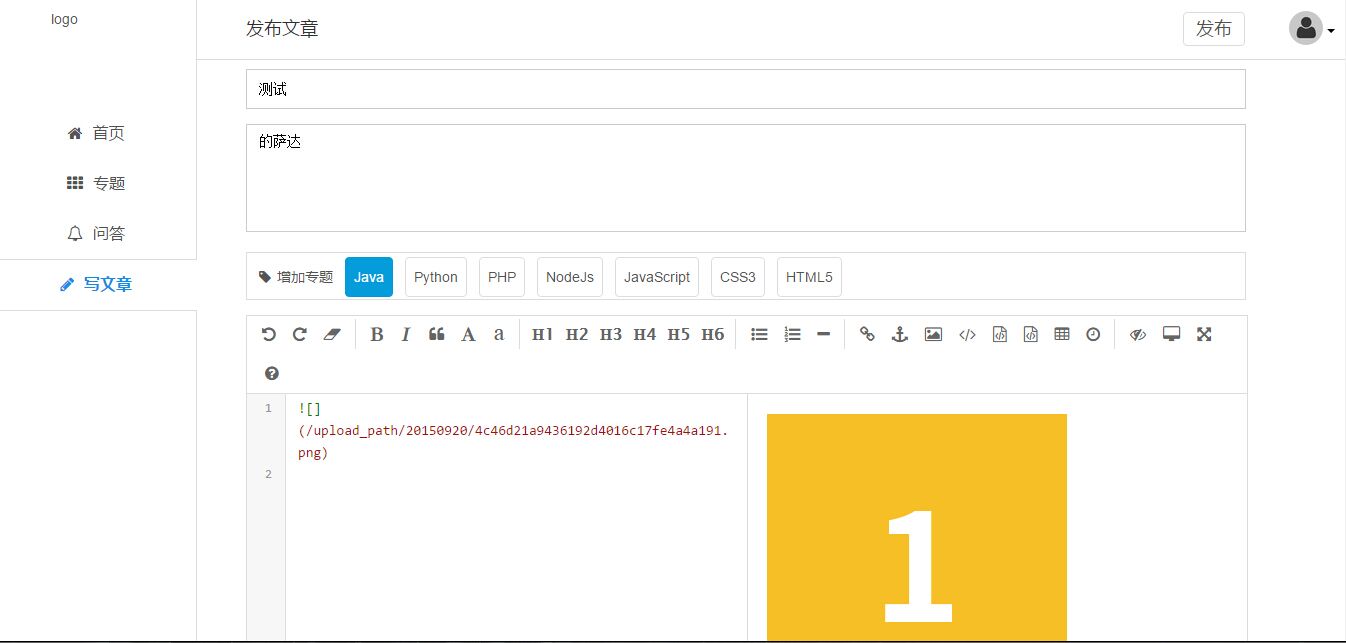 logo
发布文章
发布
首页
专题
问答
写文章
测试
的萨达
增加专题 Java Python PHP NodeJs JavaScript CSS3 HTML5
B I A a H1 H2 H3 H4 H5 H6
1 ![]
(/upload_path/20150920/4c46d21a9436192d4016c17fe4a4a191.
png)
2
1